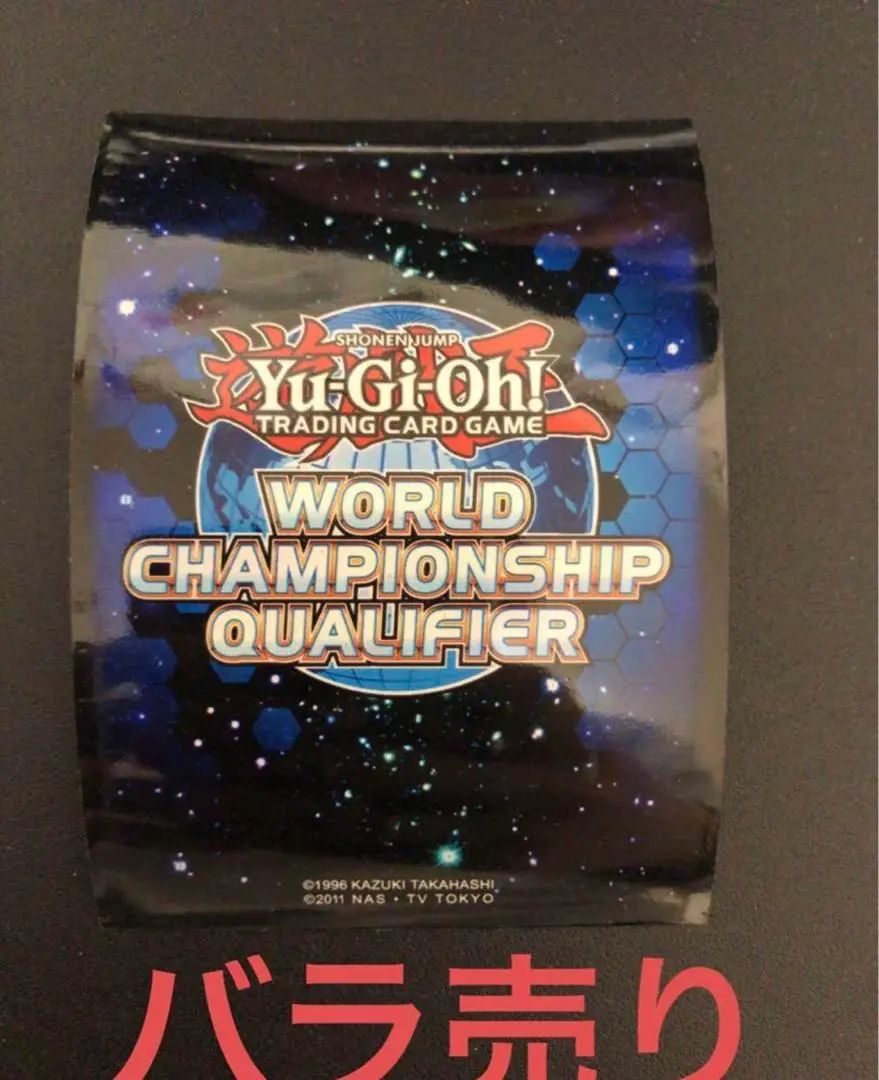 遊戯王
SHONEN JUMP
Yu-Gi-Oh!
TRADING CARD GAME
WORLD
CHAMPIONSHIP
QUALIFIER
©1996 KAZUKI TAKAHASHI
©2011 NAS • TV TOKYO
バラ売り